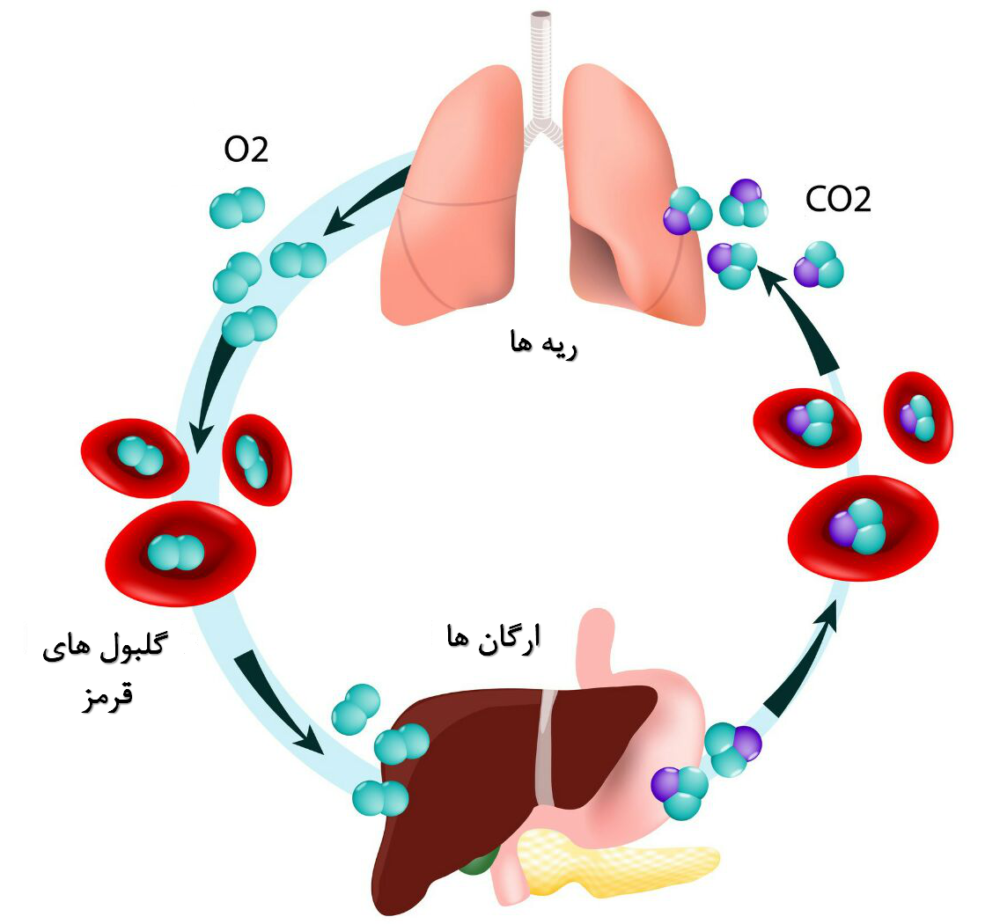 O2
CO2
ریه ها
ارگان ها
گلبول های
قرمز